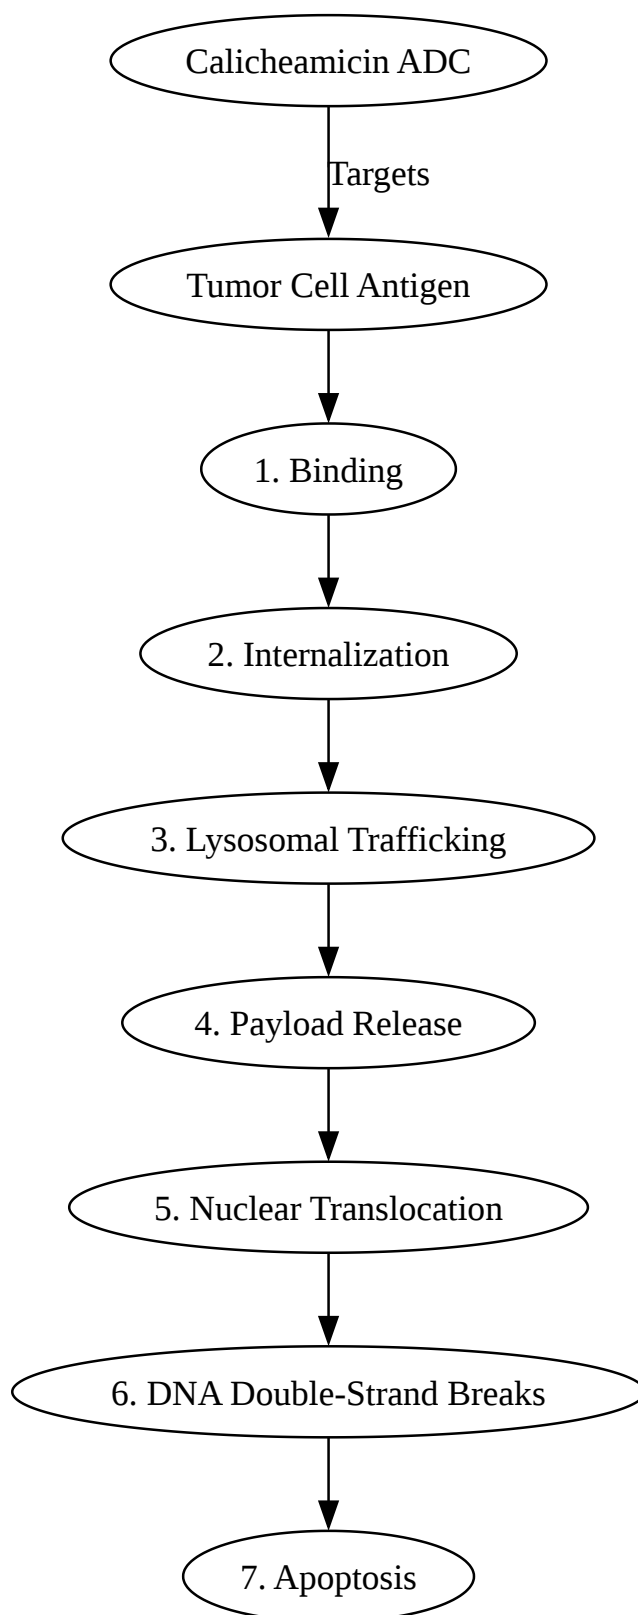 Calicheamicin ADC
Targets
Tumor Cell Antigen
1. Binding
2. Internalization
3. Lysosomal Trafficking
4. Payload Release
5. Nuclear Translocation
6. DNA Double-Strand Breaks
7. Apoptosis